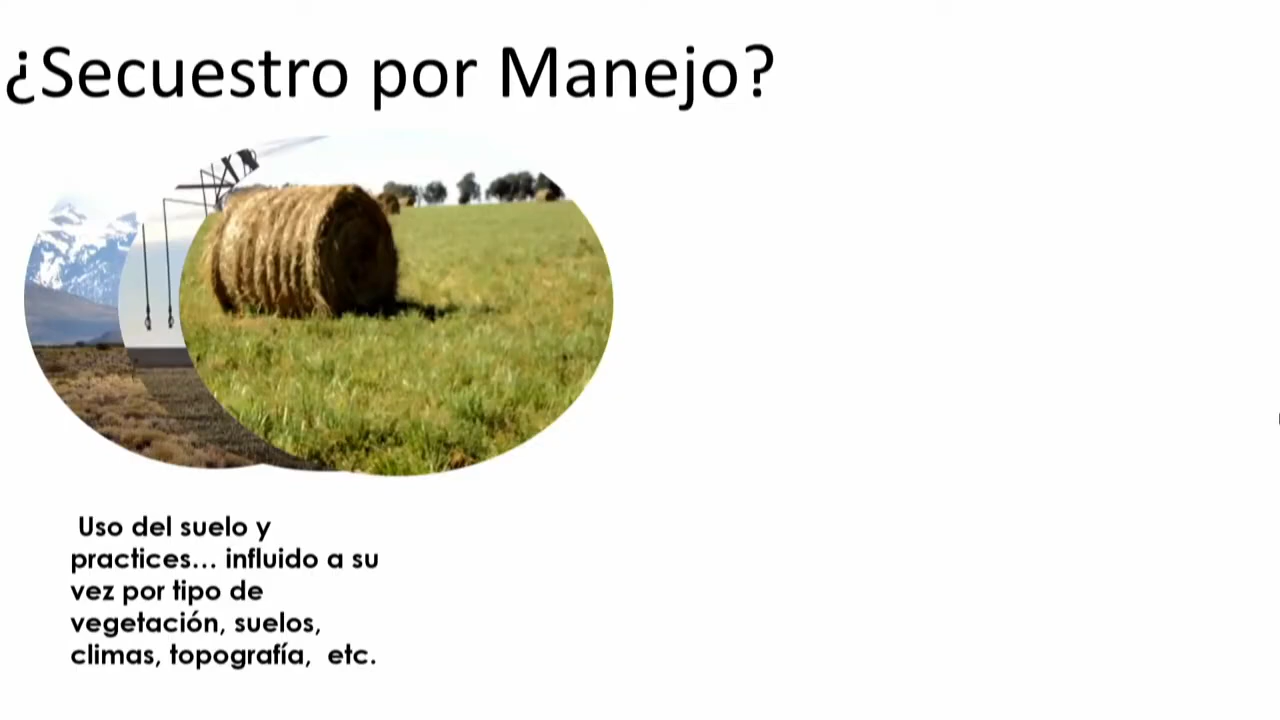 ¿Secuestro por Manejo?
Uso del suelo y
practices... influido a su
vez por tipo de
vegetación, suelos,
climas, topografía, etc.